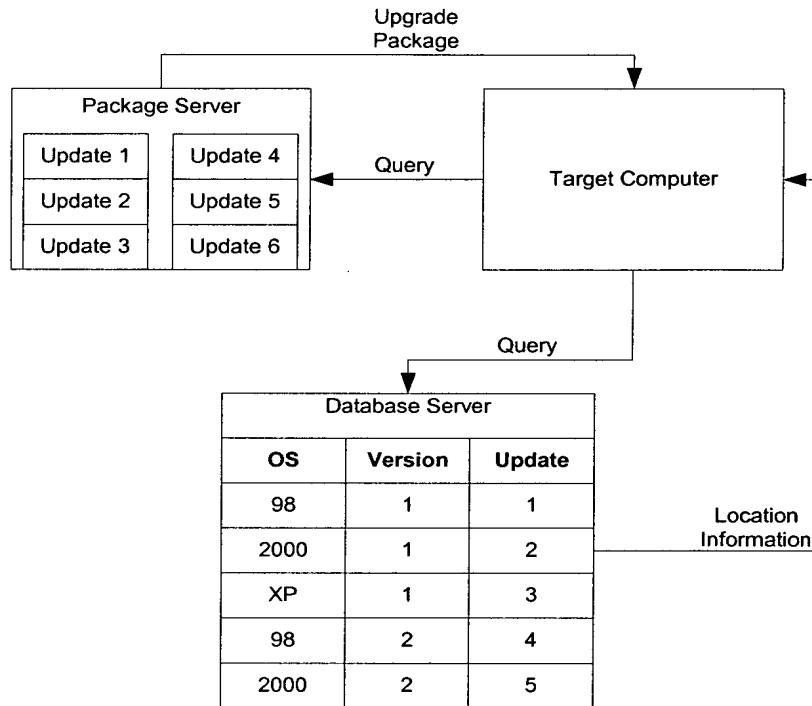 Upgrade
Package
Package Server
Update 1
Update 4
Update 2
Update 5
Update 3
Update 6
Query
Target Computer
Query
Database Server
OS Version Update
98 1 1
2000 1 2
XP 1 3
98 2 4
2000 2 5
Location
Information